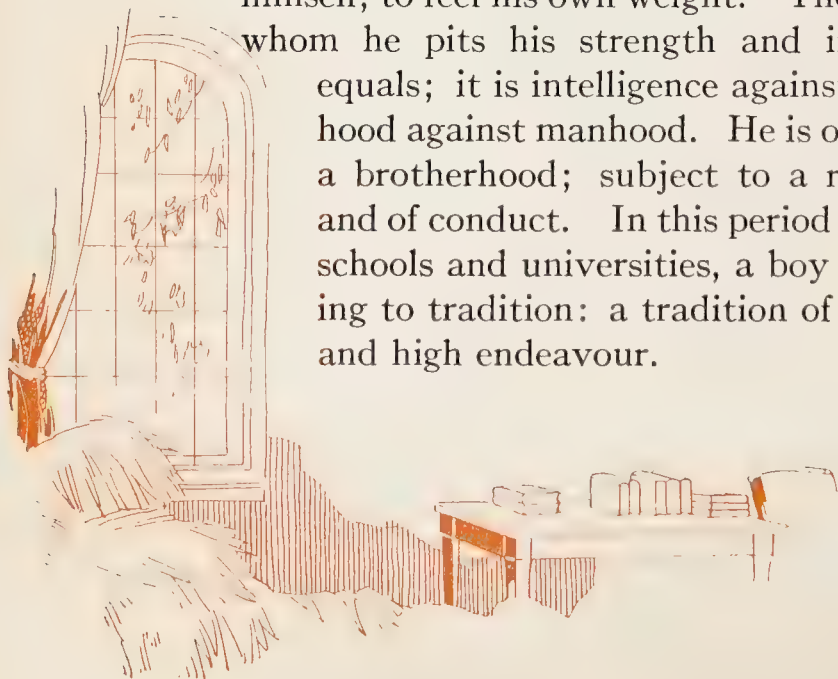 himself, to feel his own weight. The
whom he pits his strength and i
equals; it is intelligence agains
hood against manhood. He is o
a brotherhood; subject to a r
and of conduct. In this period
schools and universities, a boy
ing to tradition: a tradition of
and high endeavour.